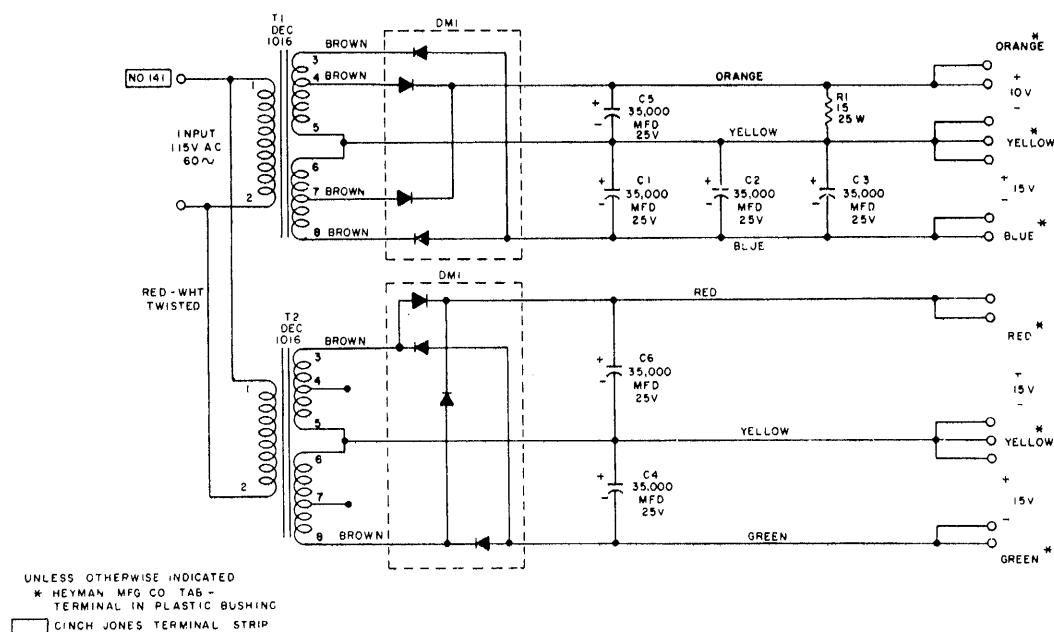 T1
DEC
1016
DM1
BROWN
3
4 BROWN
5
6
7 BROWN
8 BROWN
NO 141
1
2
INPUT
115V AC
60~
ORANGE
YELLOW
BLUE
+
-
C5
35,000
MFD
25V
R1
15
25W
+
-
C1
35,000
MFD
25V
+
-
C2
35,000
MFD
25V
+
-
C3
35,000
MFD
25V
*
ORANGE
+
10V
-
*
YELLOW
+
15V
-
BLUE *
RED-WHT
TWISTED
T2
DEC
1016
DM1
BROWN
3
4
5
6
7
8
BROWN
1
2
RED
YELLOW
GREEN
+
-
C6
35,000
MFD
25V
+
-
C4
35,000
MFD
25V
*
RED
+
15V
-
*
YELLOW
+
15V
-
GREEN *
UNLESS OTHERWISE INDICATED
* HEYMAN MFG CO TAB-
TERMINAL IN PLASTIC BUSHING
CINCH JONES TERMINAL STRIP